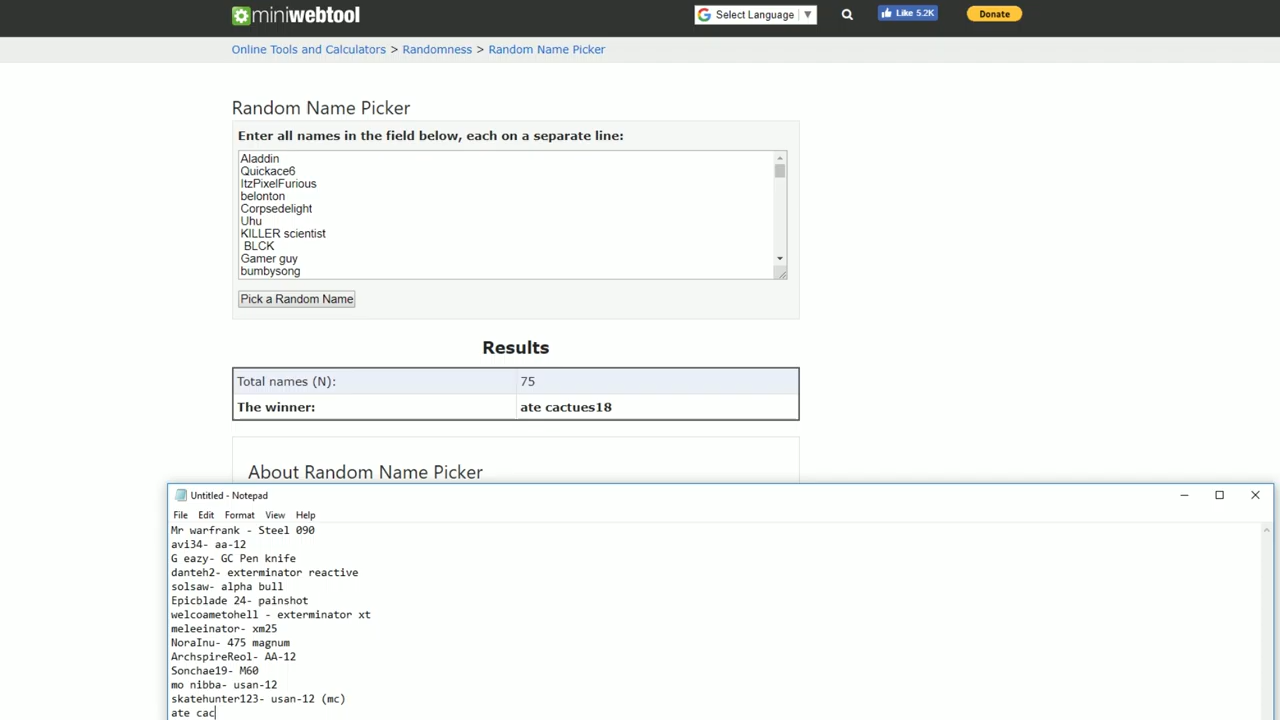 miniwebtool
Select Language ▼
Like 5.2K
Donate
Online Tools and Calculators > Randomness > Random Name Picker
Random Name Picker
Enter all names in the field below, each on a separate line:
Aladdin
Quickace6
ItzPixelFurious
belonton
Corpsedelight
Uhu
KILLER scientist
BLCK
Gamer guy
bumbysong
Pick a Random Name
Results
Total names (N): 75
The winner: ate cactues18
About Random Name Picker
Untitled - Notepad
File Edit Format View Help
Mr warfrank - Steel 090
avi34- aa-12
G eazy- GC Pen knife
danteh2- exterminator reactive
solsaw- alpha bull
Epicblade 24- painshot
welcoametohell - exterminator xt
meleeinator- xm25
NoraInu- 475 magnum
ArchspireReol- AA-12
Sonchae19- M60
mo nibba- usan-12
skatehunter123- usan-12 (mc)
ate cac